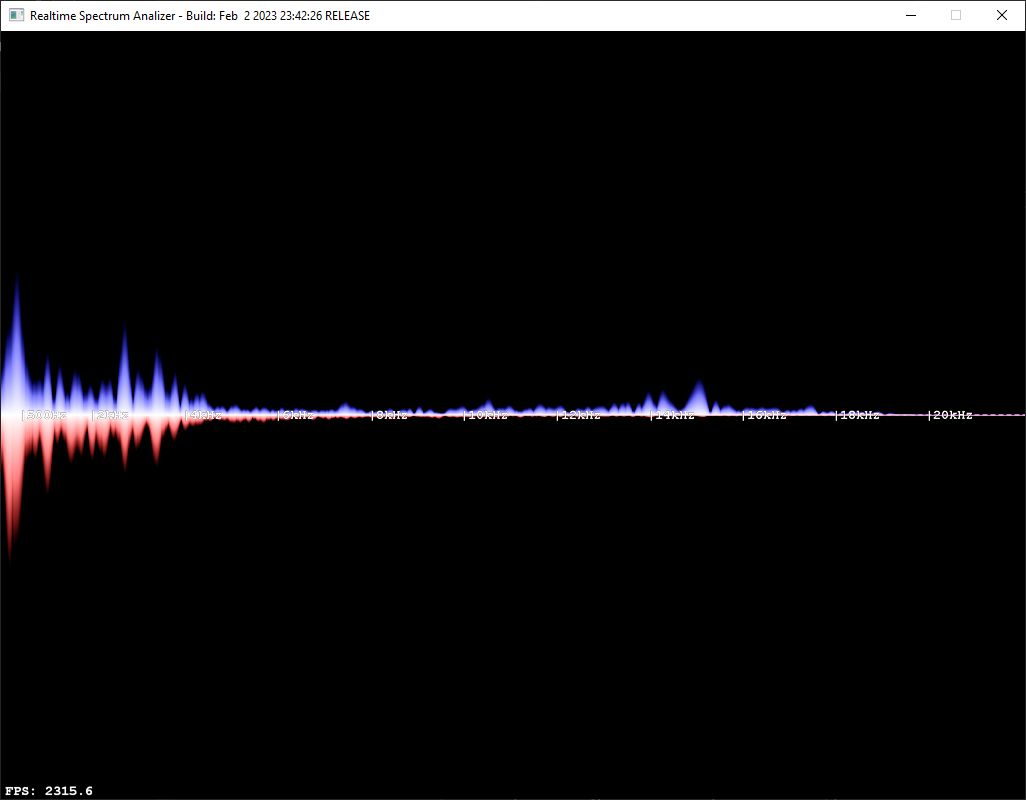 Realtime Spectrum Analizer - Build: Feb  2 2023 23:42:26 RELEASE
|500Hz |2kHz |4kHz |6kHz |8kHz |10kHz |12kHz |14kHz |16kHz |18kHz |20kHz
FPS: 2315.6